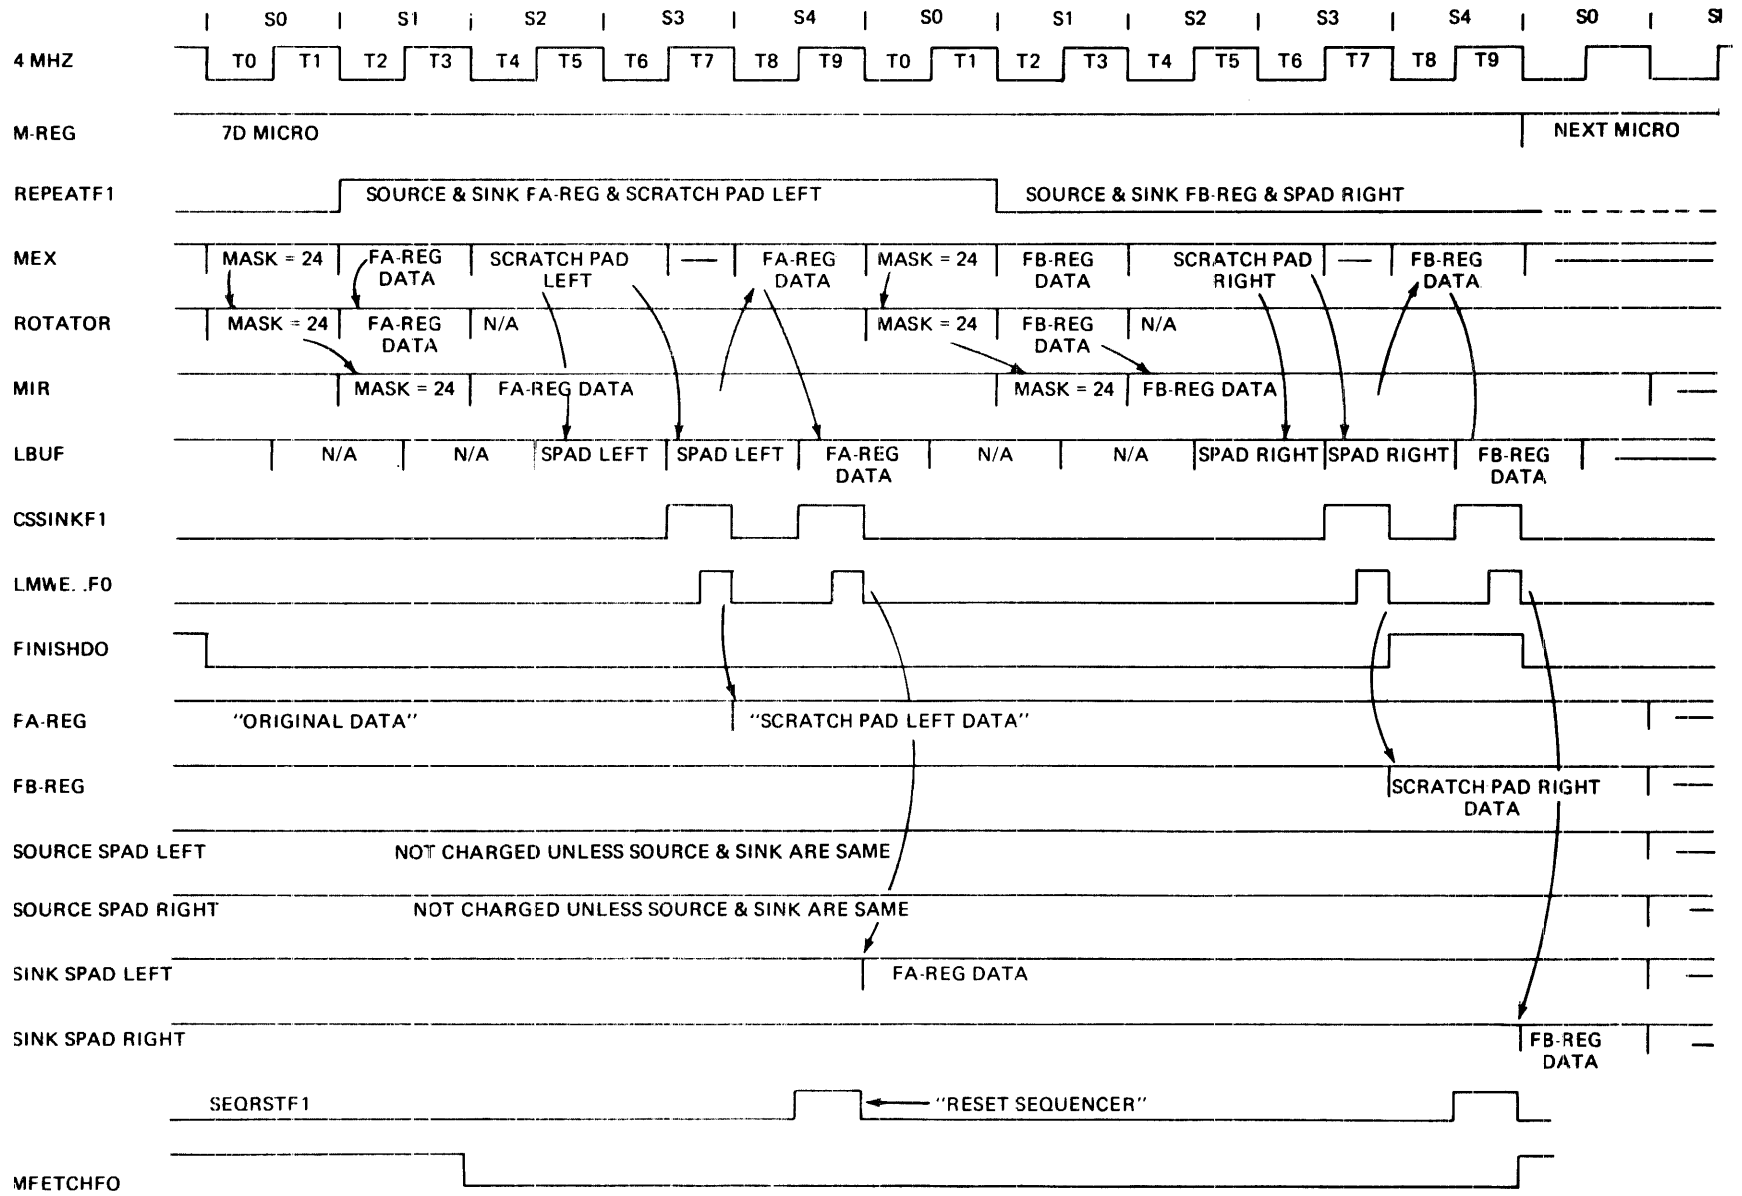 S0 S1 S2 S3 S4 S0 S1 S2 S3 S4 S0 S1
4 MHZ T0 T1 T2 T3 T4 T5 T6 T7 T8 T9 T0 T1 T2 T3 T4 T5 T6 T7 T8 T9
M-REG 7D MICRO NEXT MICRO
REPEATF1 SOURCE & SINK FA-REG & SCRATCH PAD LEFT SOURCE & SINK FB-REG & SPAD RIGHT
MEX MASK = 24 FA-REG SCRATCH PAD — FA-REG MASK = 24 FB-REG SCRATCH PAD — FB-REG
DATA LEFT DATA DATA RIGHT DATA
ROTATOR MASK = 24 FA-REG N/A MASK = 24 FB-REG N/A
DATA DATA
MIR MASK = 24 FA-REG DATA MASK = 24 FB-REG DATA
LBUF N/A N/A SPAD LEFT SPAD LEFT FA-REG N/A N/A SPAD RIGHT SPAD RIGHT FB-REG
DATA DATA
CSSINKF1
LMWE..F0
FINISHDO
FA-REG "ORIGINAL DATA" "SCRATCH PAD LEFT DATA"
FB-REG SCRATCH PAD RIGHT
DATA
SOURCE SPAD LEFT NOT CHARGED UNLESS SOURCE & SINK ARE SAME
SOURCE SPAD RIGHT NOT CHARGED UNLESS SOURCE & SINK ARE SAME
SINK SPAD LEFT FA-REG DATA
SINK SPAD RIGHT FB-REG
DATA
SEQRSTF1 "RESET SEQUENCER"
MFETCHFO